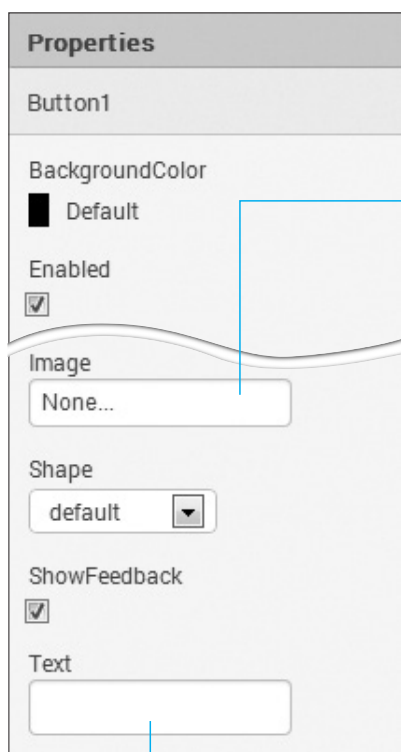 Properties
Button1
BackgroundColor
Default
Enabled
Image
None...
Shape
default
ShowFeedback
Text